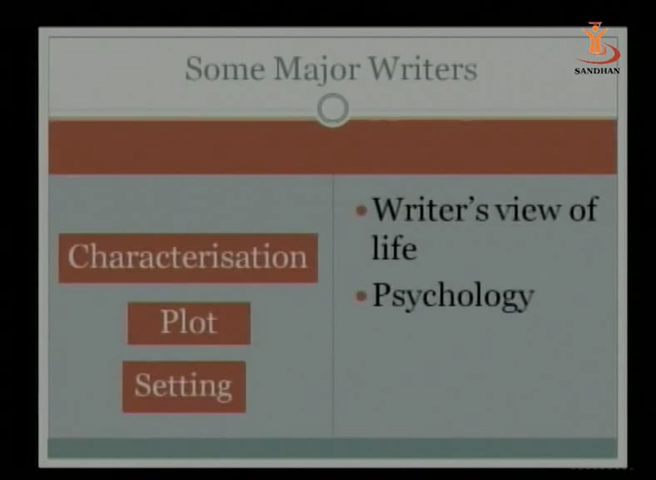 Some Major Writers
SANDHAN
Characterisation
Plot
Setting
Writer's view of
life
Psychology